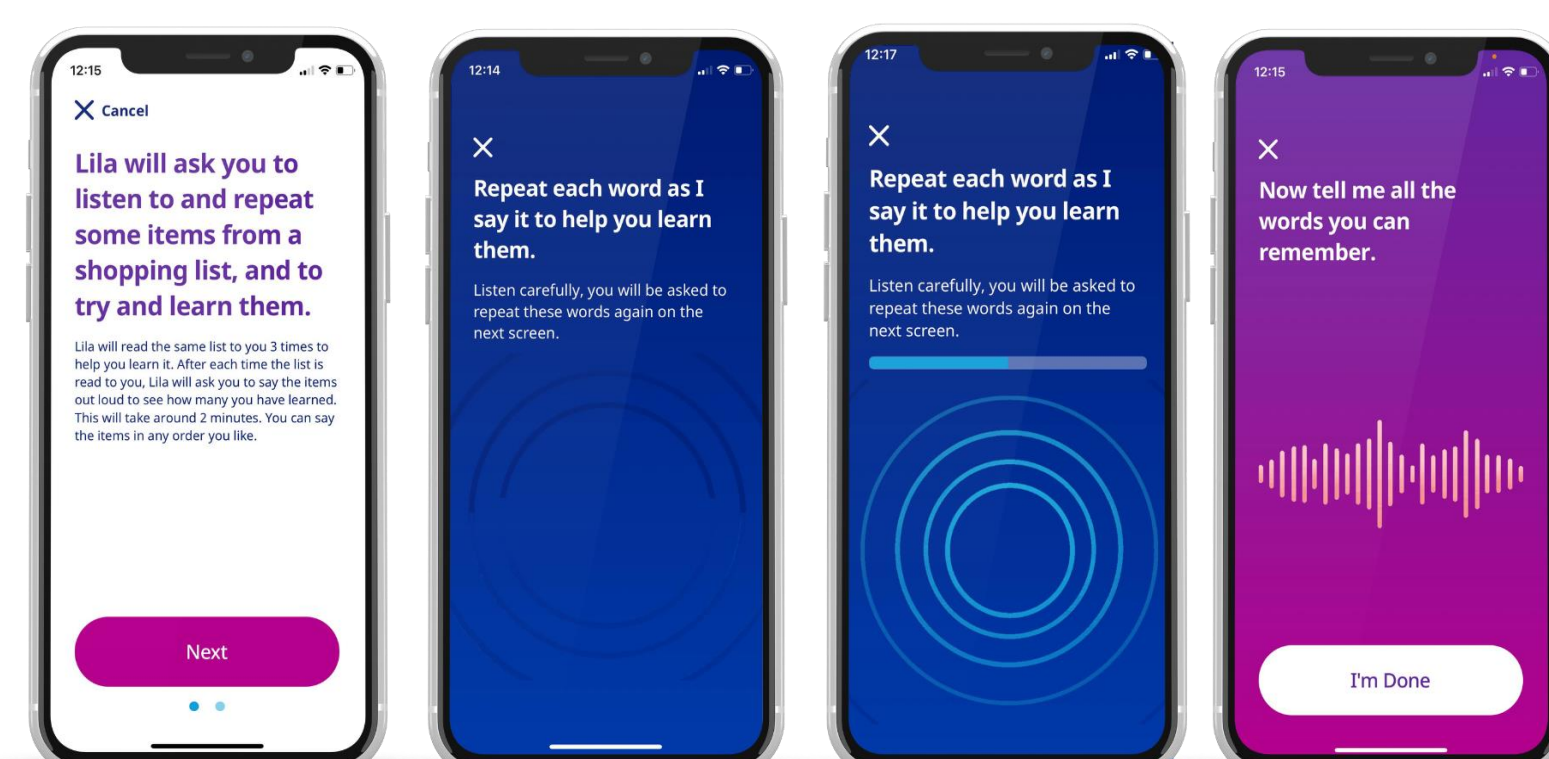 12:15
Cancel
Lila will ask you to
listen to and repeat
some items from a
shopping list, and to
try and learn them.
Lila will read the same list to you 3 times to
help you learn it. After each time the list is
read to you, Lila will ask you to say the items
out loud to see how many you have learned.
This will take around 2 minutes. You can say
the items in any order you like.
Next
12:14
Repeat each word as I
say it to help you learn
them.
Listen carefully, you will be asked to
repeat these words again on the
next screen.
12:17
Repeat each word as I
say it to help you learn
them.
Listen carefully, you will be asked to
repeat these words again on the
next screen.
12:15
Now tell me all the
words you can
remember.
I'm Done